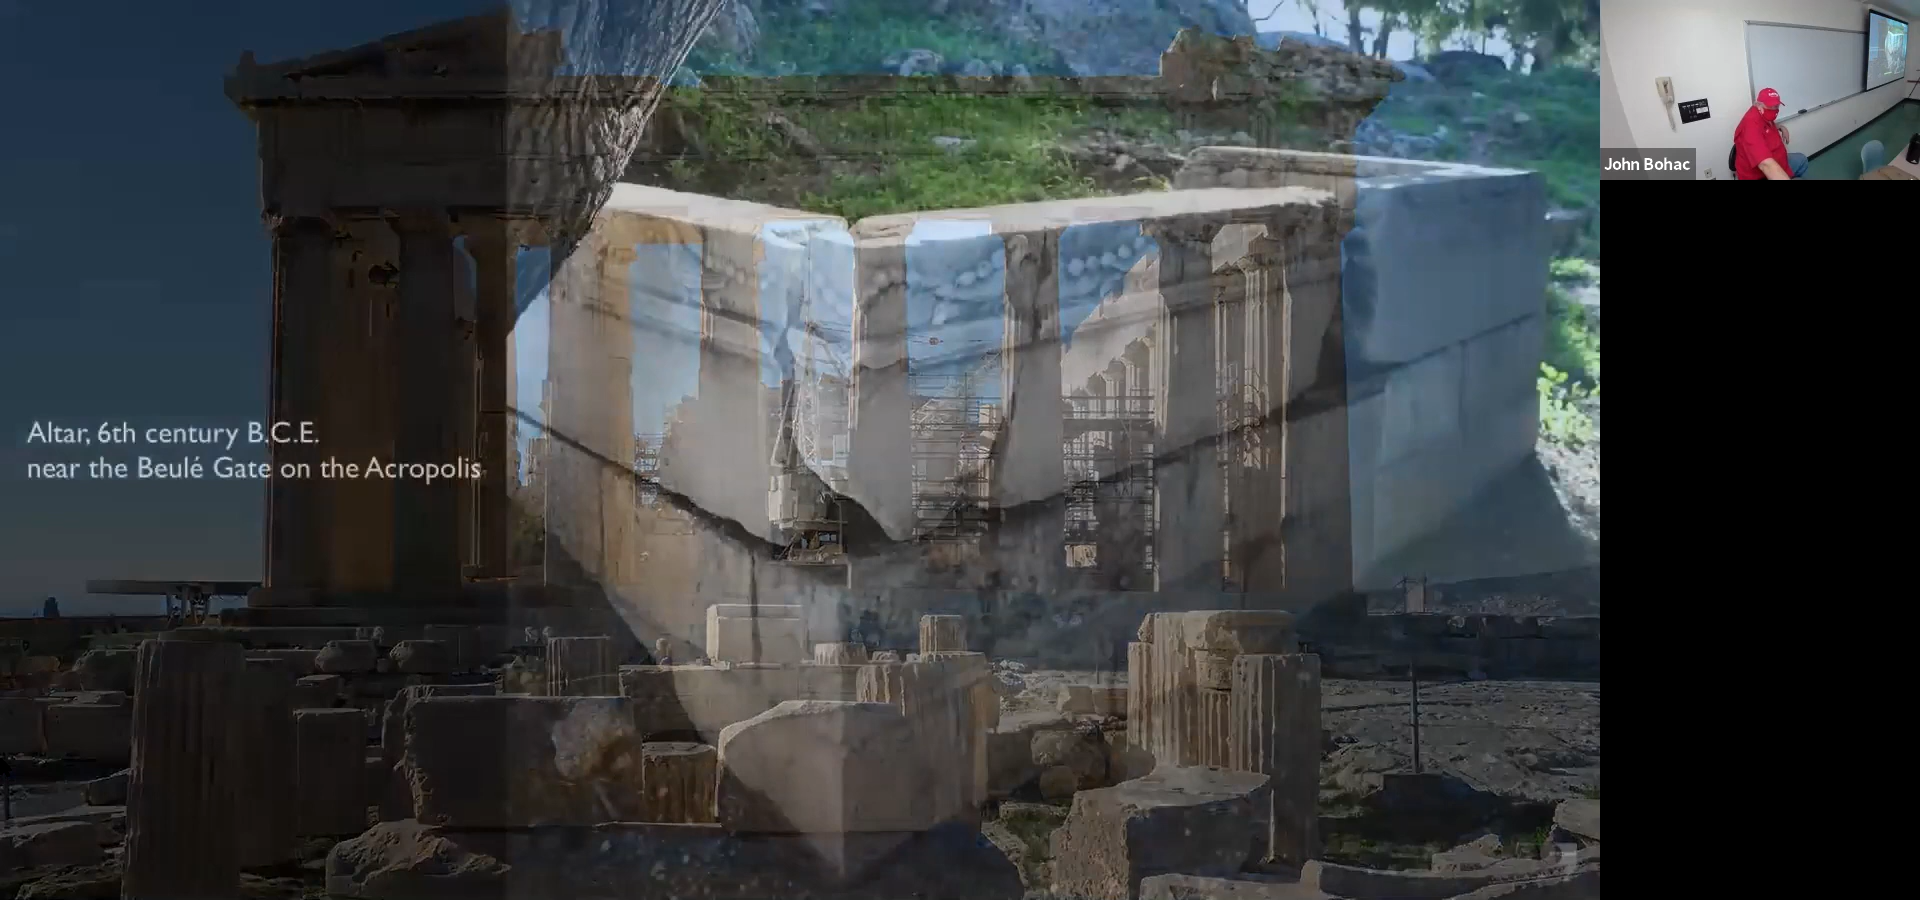 Altar, 6th century B.C.E.
near the Beulé Gate on the Acropolis
John Bohac